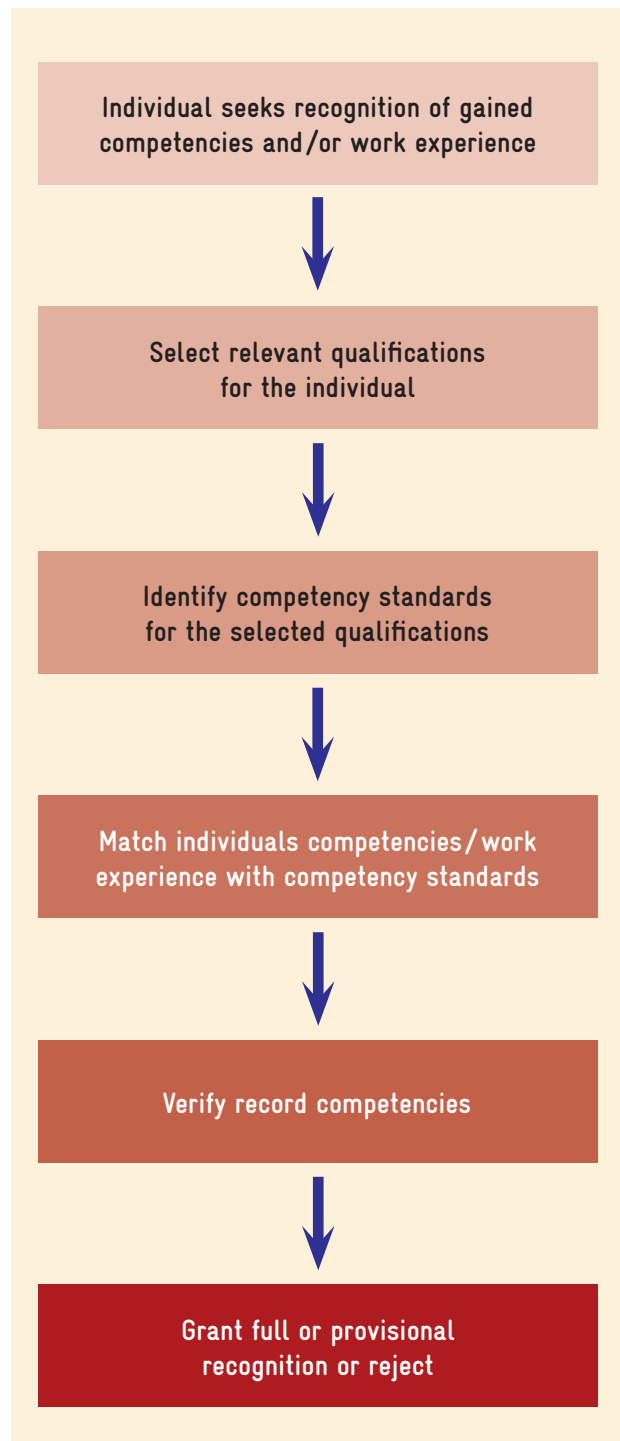 Individual seeks recognition of gained
competencies and/or work experience
Select relevant qualifications
for the individual
Identify competency standards
for the selected qualifications
Match individuals competencies/work
experience with competency standards
Verify record competencies
Grant full or provisional
recognition or reject